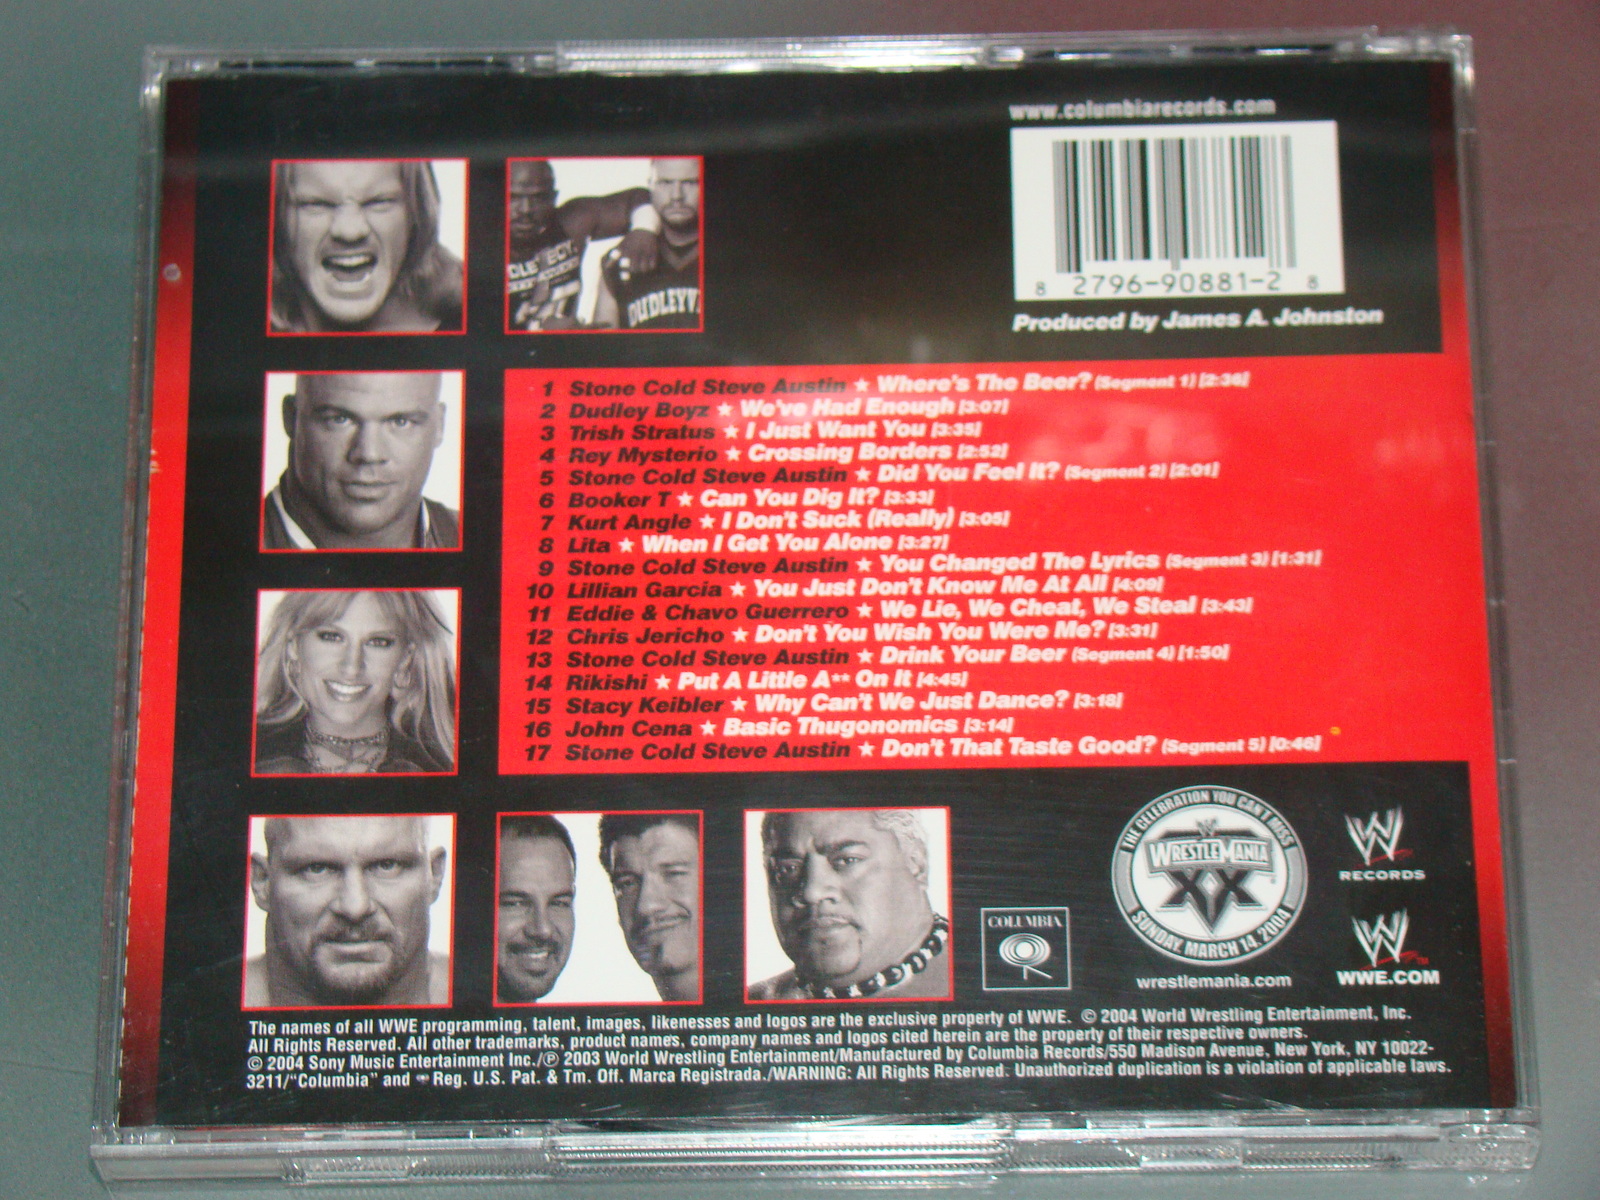 www.columbiarecords.com
8 2796-90881-2 8
Produced by James A. Johnston
DUDLEYV
1 Stone Cold Steve Austin ★ Where's The Beer? (Segment 1) [2:36]
2 Dudley Boyz ★ We've Had Enough [3:07]
3 Trish Stratus ★ I Just Want You [3:35]
4 Rey Mysterio ★ Crossing Borders [2:52]
5 Stone Cold Steve Austin ★ Did You Feel It? (Segment 2) [2:01]
6 Booker T ★ Can You Dig It? [3:33]
7 Kurt Angle ★ I Don't Suck (Really) [3:05]
8 Lita ★ When I Get You Alone [3:27]
9 Stone Cold Steve Austin ★ You Changed The Lyrics (Segment 3) [1:31]
10 Lillian Garcia ★ You Just Don't Know Me At All [4:09]
11 Eddie & Chavo Guerrero ★ We Lie, We Cheat, We Steal [3:43]
12 Chris Jericho ★ Don't You Wish You Were Me? [3:31]
13 Stone Cold Steve Austin ★ Drink Your Beer (Segment 4) [1:50]
14 Rikishi ★ Put A Little A** On It [4:45]
15 Stacy Keibler ★ Why Can't We Just Dance? [3:18]
16 John Cena ★ Basic Thugonomics [3:14]
17 Stone Cold Steve Austin ★ Don't That Taste Good? (Segment 5) [0:46]
COLUMBIA
THE CELEBRATION YOU CAN'T MISS
WRESTLEMANIA
XX
SUNDAY, MARCH 14, 2004
wrestlemania.com
W
RECORDS
W
WWE.COM
The names of all WWE programming, talent, images, likenesses and logos are the exclusive property of WWE. © 2004 World Wrestling Entertainment, Inc.
All Rights Reserved. All other trademarks, product names, company names and logos cited herein are the property of their respective owners.
© 2004 Sony Music Entertainment Inc./℗ 2003 World Wrestling Entertainment/Manufactured by Columbia Records/550 Madison Avenue, New York, NY 10022-
3211/"Columbia" and Reg. U.S. Pat. & Tm. Off. Marca Registrada./WARNING: All Rights Reserved. Unauthorized duplication is a violation of applicable laws.